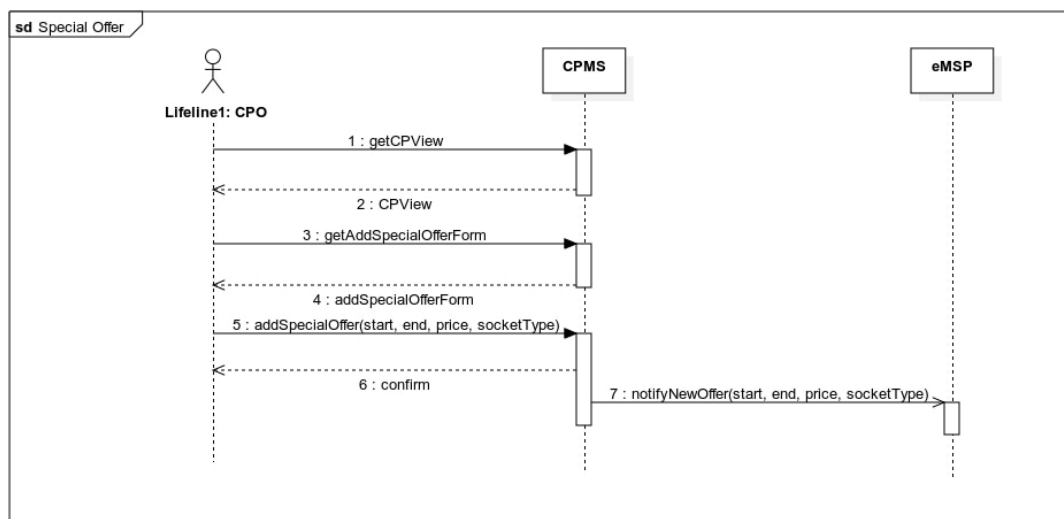 sd Special Offer
CPMS
eMSP
Lifeline1: CPO
1 : getCPView
2 : CPView
3 : getAddSpecialOfferForm
4 : addSpecialOfferForm
5 : addSpecialOffer(start, end, price, socketType)
6 : confirm
7 : notifyNewOffer(start, end, price, socketType)